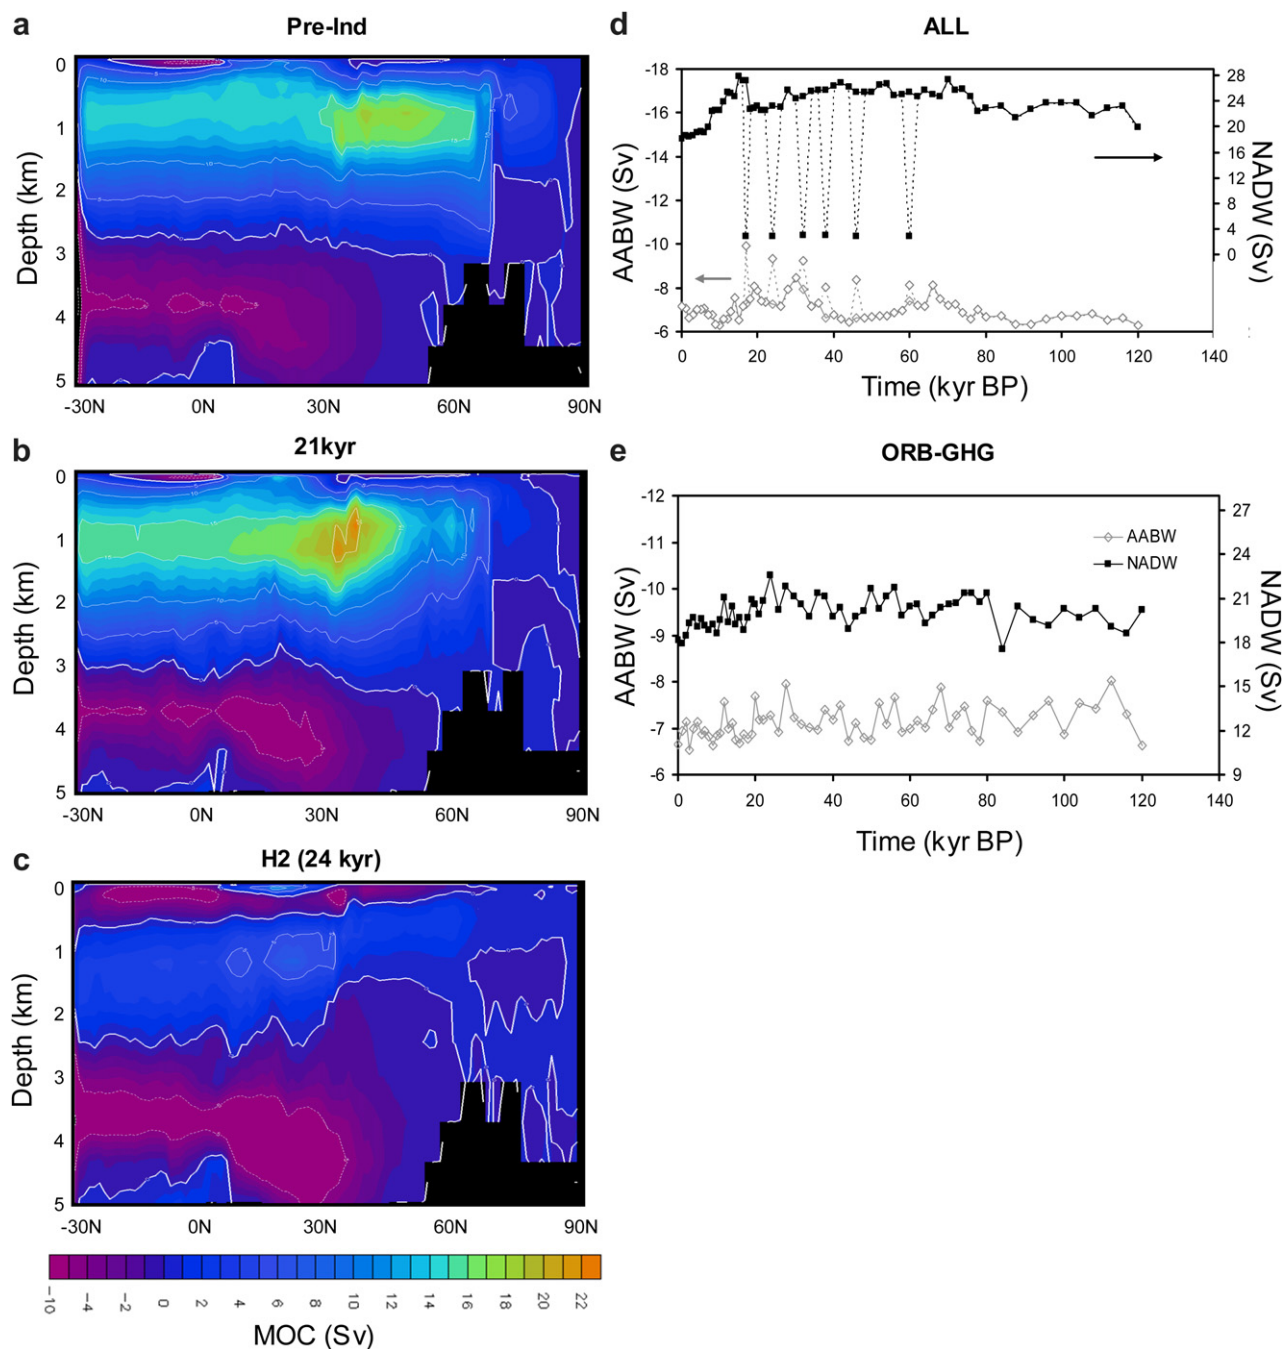 a
Pre-Ind
0
1
2
3
4
5
Depth (km)
-30N 0N 30N 60N 90N
b
21kyr
0
1
2
3
4
5
Depth (km)
-30N 0N 30N 60N 90N
c
H2 (24 kyr)
0
1
2
3
4
5
Depth (km)
-30N 0N 30N 60N 90N
-10 -4 -2 0 2 4 6 8 10 12 14 16 18 20 22
MOC (Sv)
d
ALL
-18
-16
-14
-12
-10
-8
-6
AABW (Sv)
28
24
20
16
12
8
4
0
NADW (Sv)
0 20 40 60 80 100 120 140
Time (kyr BP)
e
ORB-GHG
-12
-11
-10
-9
-8
-7
-6
AABW (Sv)
AABW
NADW
27
24
21
18
15
12
9
NADW (Sv)
0 20 40 60 80 100 120 140
Time (kyr BP)